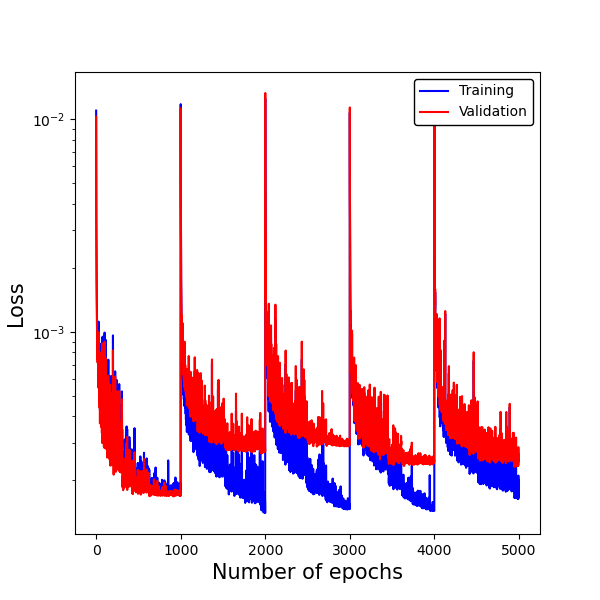 Training
Validation
10⁻²
10⁻³
Loss
0 1000 2000 3000 4000 5000
Number of epochs